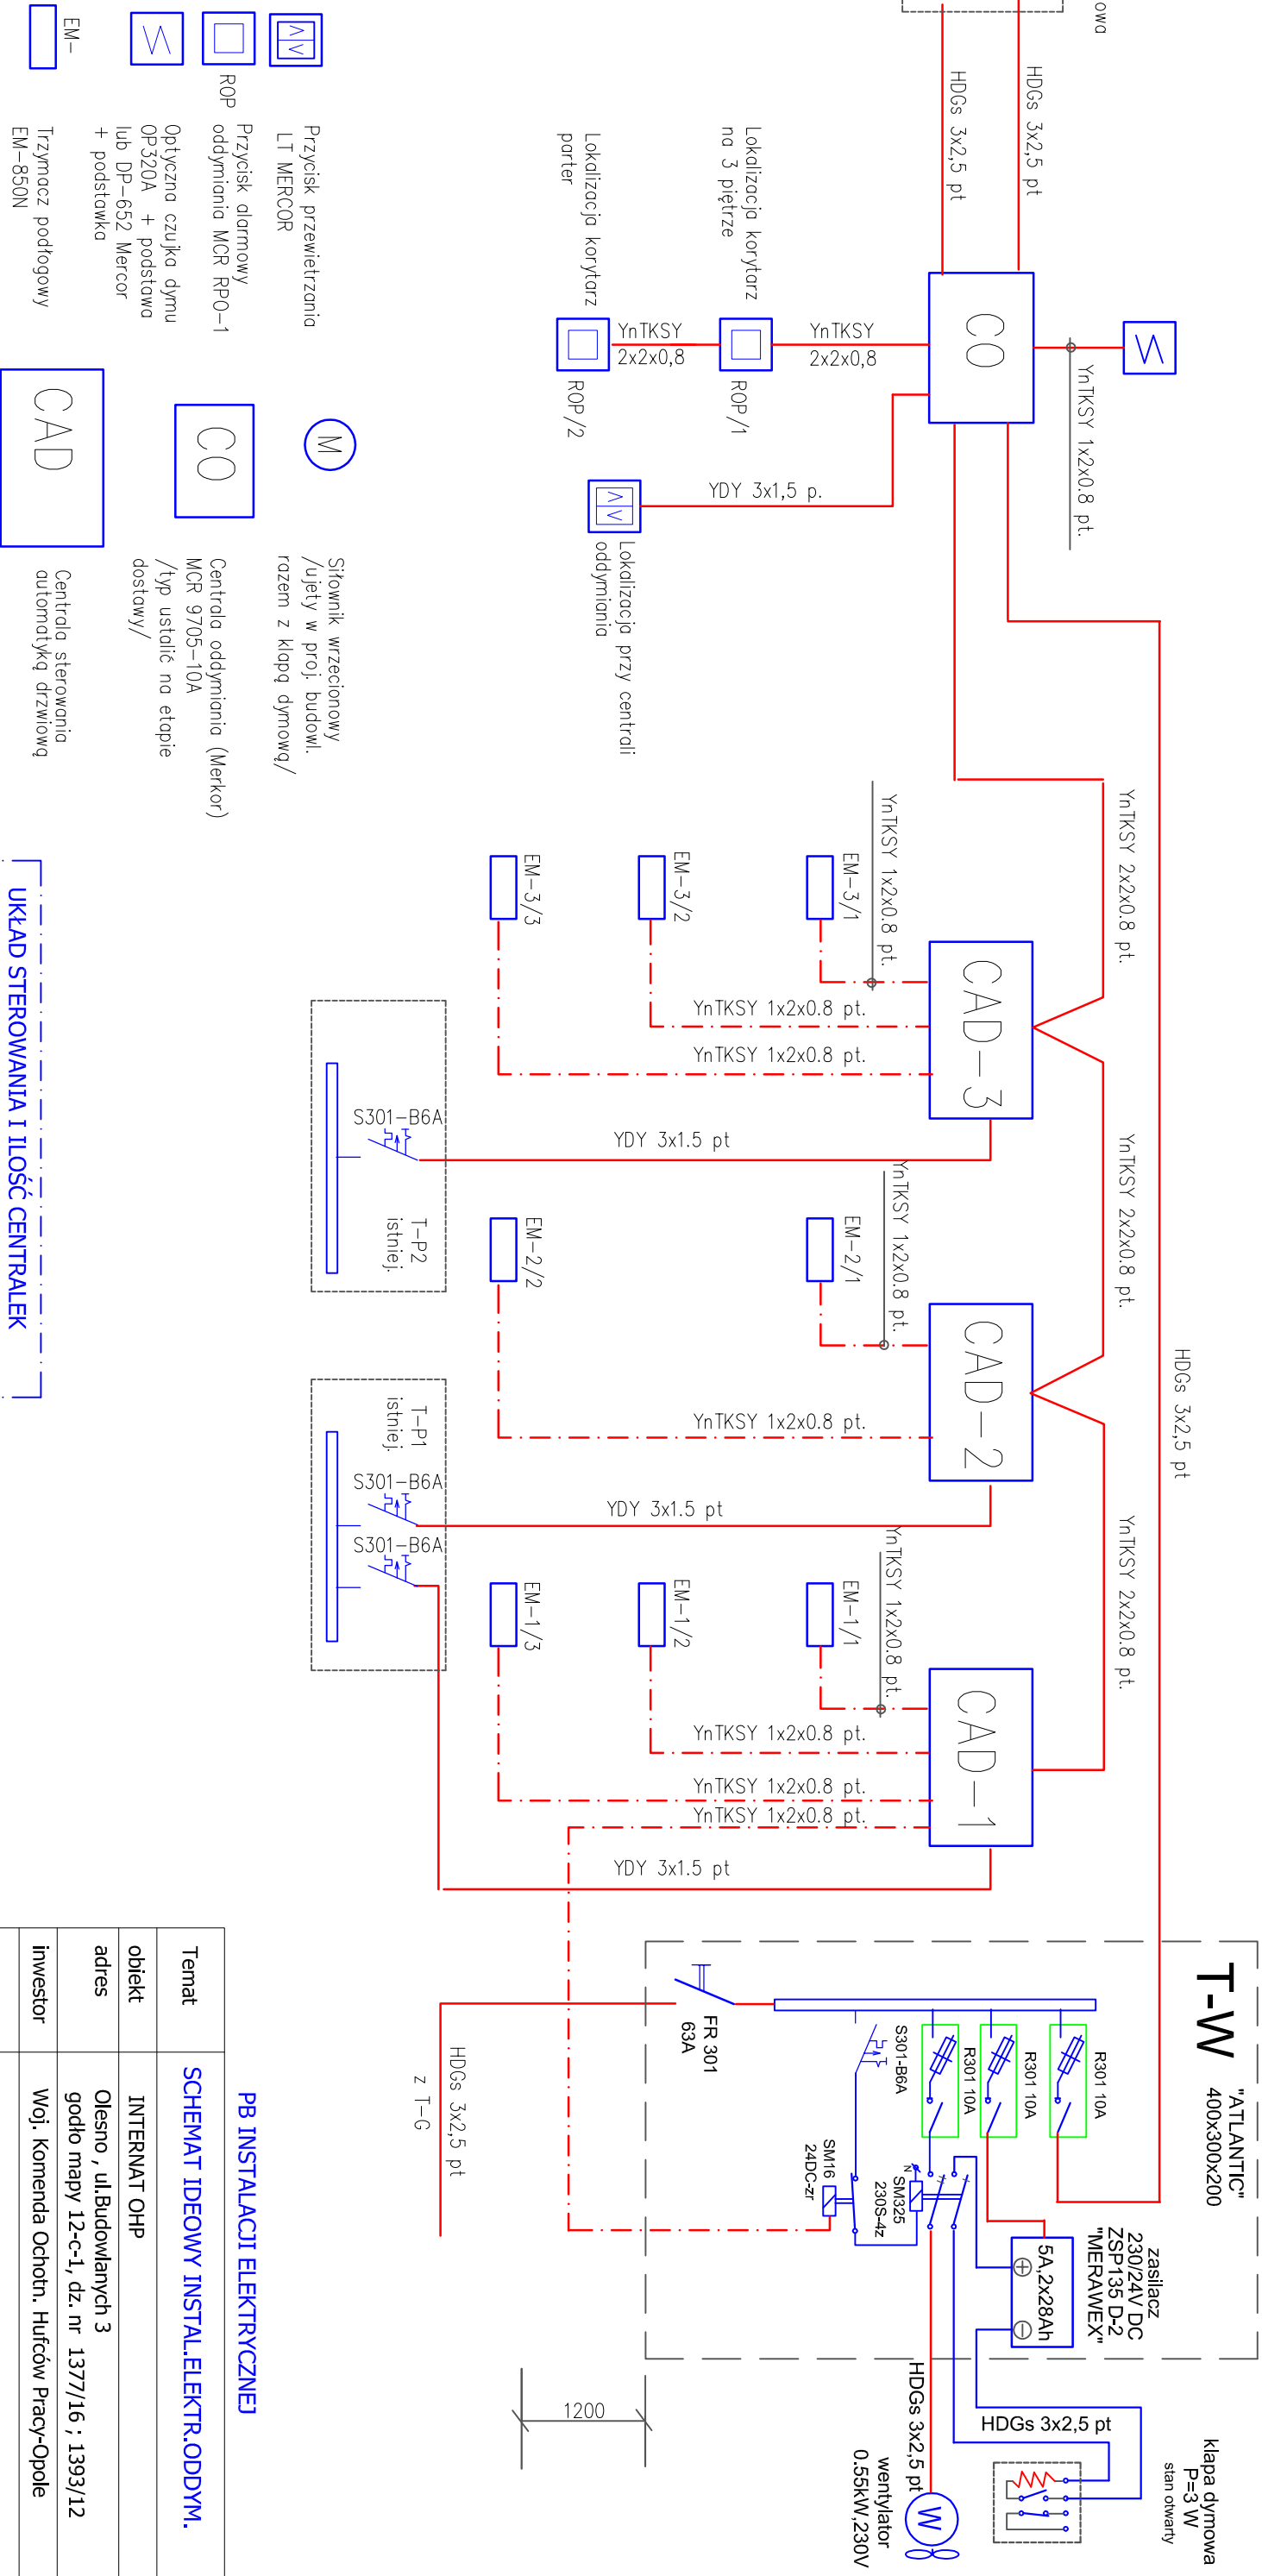 owa
HDGs 3x2,5 pt
HDGs 3x2,5 pt
CO
YnTKSY 1x2x0.8 pt.
YnTKSY
2x2x0,8
YnTKSY
2x2x0,8
ROP/1
ROP/2
Lokalizacja korytarz
na 3 piętrze
Lokalizacja korytarz
parter
YDY 3x1,5 p.
Lokalizacja przy centrali
oddymiania
YnTKSY 2x2x0.8 pt.
YnTKSY 2x2x0.8 pt.
YnTKSY 2x2x0.8 pt.
HDGs 3x2,5 pt
CAD-3
YnTKSY 1x2x0.8 pt.
EM-3/1
EM-3/2
EM-3/3
YnTKSY 1x2x0.8 pt.
YnTKSY 1x2x0.8 pt.
YDY 3x1.5 pt
S301-B6A
T-P2
istniej.
CAD-2
YnTKSY 1x2x0.8 pt.
EM-2/1
EM-2/2
YnTKSY 1x2x0.8 pt.
YDY 3x1.5 pt
T-P1
istniej.
S301-B6A
S301-B6A
CAD-1
YnTKSY 1x2x0.8 pt.
EM-1/1
EM-1/2
EM-1/3
YnTKSY 1x2x0.8 pt.
YnTKSY 1x2x0.8 pt.
YnTKSY 1x2x0.8 pt.
YDY 3x1.5 pt
T-W
"ATLANTIC"
400x300x200
R301 10A
R301 10A
R301 10A
S301-B6A
FR 301
63A
SM325
230S-4z
N
SM16
24DC-zr
zasilacz
230/24V DC
ZSP135 D-2
"MERAWEX"
5A,2x28Ah
HDGs 3x2,5 pt
z T-G
1200
HDGs 3x2,5 pt
HDGs 3x2,5 pt
klapa dymowa
P=3 W
stan otwarty
W
wentylator
0.55kW,230V
Przycisk przewietrzania
LT MERCOR
ROP
Przycisk alarmowy
oddymiania MCR RPO-1
Optyczna czujka dymu
OP320A + podstawa
lub DP-652 Mercor
+ podstawka
EM-
Trzymacz podłogowy
EM-850N
M
Siłownik wrzecionowy
/ujety w proj. budowl.
razem z klapą dymową/
CO
Centrala oddymiania (Merkor)
MCR 9705-10A
/typ ustalić na etapie
dostawy/
CAD
Centrala sterowania
automatyką drzwiową
UKŁAD STEROWANIA I ILOŚĆ CENTRALEK
PB INSTALACJI ELEKTRYCZNEJ
Temat SCHEMAT IDEOWY INSTAL.ELEKTR.ODDYM.
obiekt INTERNAT OHP
adres Olesno , ul.Budowlanych 3
godło mapy 12-c-1, dz. nr 1377/16 ; 1393/12
inwestor Woj. Komenda Ochotn. Hufców Pracy-Opole